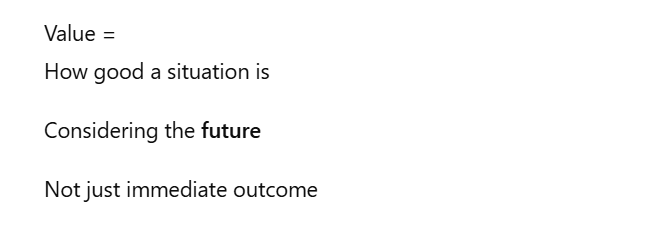 Value =
How good a situation is
Considering the future
Not just immediate outcome